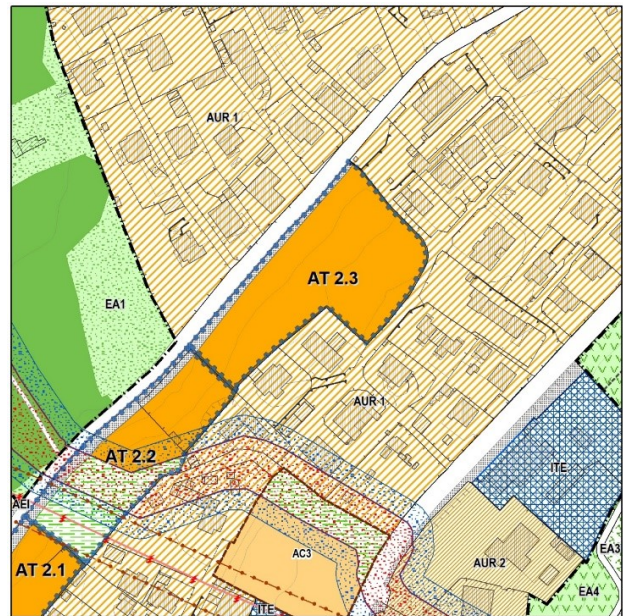 AUR 1
AT 2.3
EA1
AUR 1
AT 2.2
ITE
AEI
AC3
AUR 2
EA3
AT 2.1
EA4
ITE